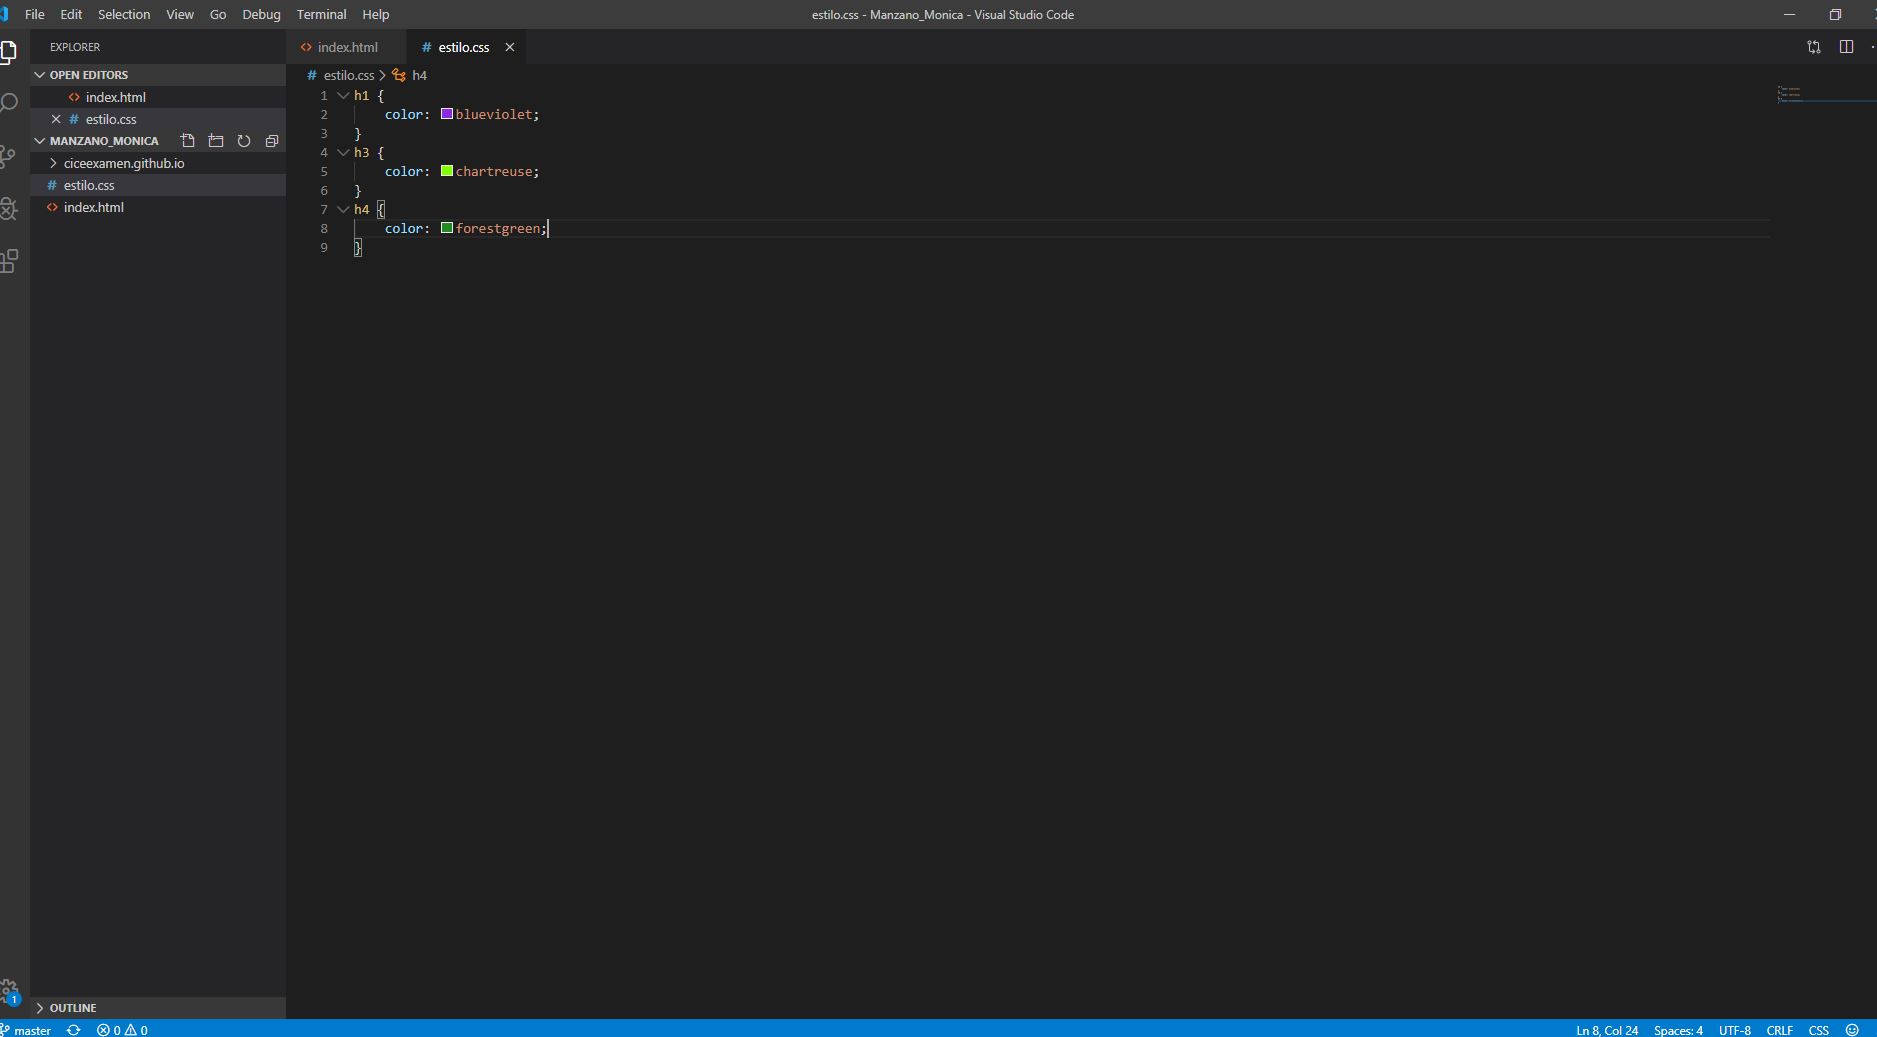 File Edit Selection View Go Debug Terminal Help
estilo.css - Manzano_Monica - Visual Studio Code
EXPLORER
OPEN EDITORS
index.html
# estilo.css
MANZANO_MONICA
ciceexamen.github.io
# estilo.css
index.html
OUTLINE
index.html
# estilo.css
# estilo.css > h4
1 h1 {
2 color: blueviolet;
3 }
4 h3 {
5 color: chartreuse;
6 }
7 h4 {
8 color: forestgreen;
9 }
1
master 0 0
Ln 8, Col 24 Spaces: 4 UTF-8 CRLF CSS